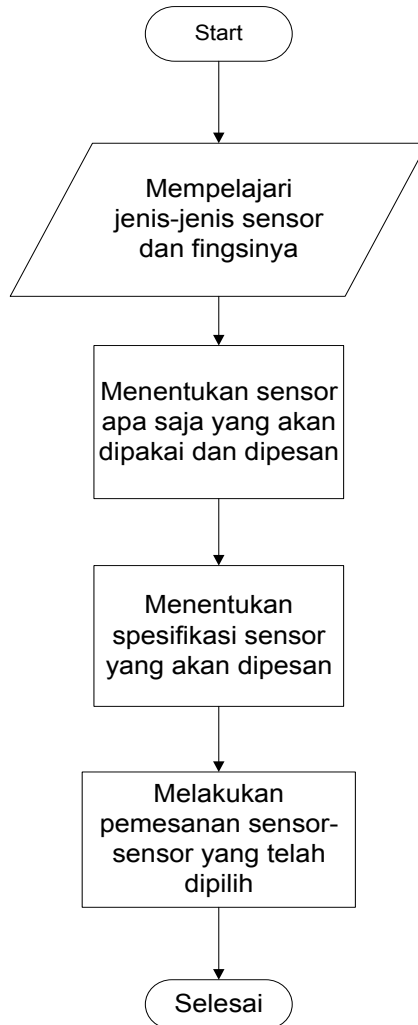 Start
Mempelajari
jenis-jenis sensor
dan fingsinya
Menentukan sensor
apa saja yang akan
dipakai dan dipesan
Menentukan
spesifikasi sensor
yang akan dipesan
Melakukan
pemesanan sensor-
sensor yang telah
dipilih
Selesai